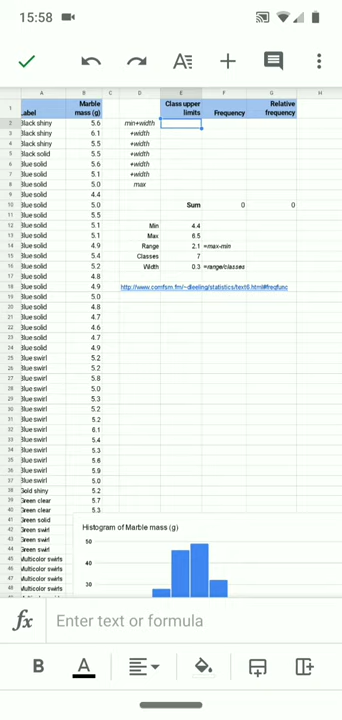 15:58
A B C D E F G H
1 Label Marble mass (g) Class upper limits Frequency Relative frequency
2 Black shiny 5.6 min+width
3 Black shiny 6.1 +width
4 Black shiny 5.5 +width
5 Black solid 5.5 +width
6 Blue solid 5.6 +width
7 Blue solid 5.1 +width
8 Blue solid 5.0 max
9 Blue solid 4.4
10 Blue solid 5.0 Sum 0 0
11 Blue solid 5.5
12 Blue solid 5.1 Min 4.4
13 Blue solid 5.1 Max 6.5
14 Blue solid 4.9 Range 2.1 =max-min
15 Blue solid 5.4 Classes 7
16 Blue solid 5.2 Width 0.3 =range/classes
17 Blue solid 4.8
18 Blue solid 4.9 http://www.comfsm.fm/~dleeling/statistics/text6.html#freqfunc
19 Blue solid 5.0
20 Blue solid 4.8
21 Blue solid 4.7
22 Blue solid 4.6
23 Blue solid 4.7
24 Blue solid 4.9
25 Blue swirl 5.2
26 Blue swirl 5.2
27 Blue swirl 5.8
28 Blue swirl 5.0
29 Blue swirl 5.3
30 Blue swirl 5.2
31 Blue swirl 5.2
32 Blue swirl 6.1
33 Blue swirl 5.4
34 Blue swirl 5.3
35 Blue swirl 5.6
36 Blue swirl 5.9
37 Blue swirl 5.0
38 Gold shiny 5.2
39 Green clear 5.7
40 Green clear 5.3
41 Green solid
42 Green swirl
43 Green swirl
44 Green swirl
45 Multicolor swirls
46 Multicolor swirls
47 Multicolor swirls
48 Multicolor swirls
Histogram of Marble mass (g)
50
40
30
fx Enter text or formula
B A